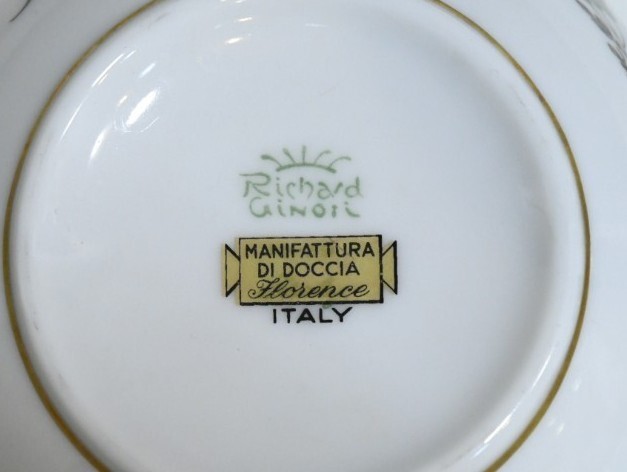 Richard
Ginori
MANIFATTURA
DI DOCCIA
Florence
ITALY